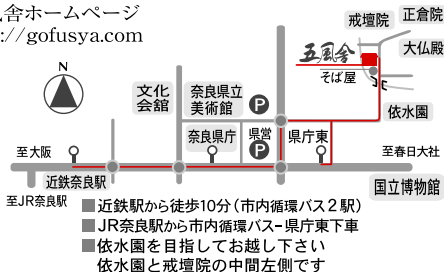 風舎ホームページ
://gofusya.com
戒壇院
正倉院
大仏殿
五風舎
そば屋
N
文化
会館
奈良県立
美術館
P
依水園
奈良県庁
県営
P
県庁東
至大阪
至春日大社
近鉄奈良駅
国立博物館
至JR奈良駅
■近鉄駅から徒歩10分(市内循環バス2駅)
■JR奈良駅から市内循環バス−県庁東下車
■依水園を目指してお越し下さい
依水園と戒壇院の中間左側です